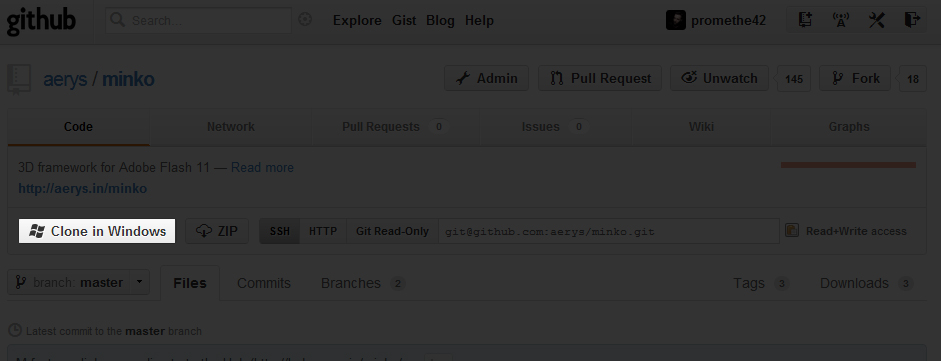 github Search... Explore Gist Blog Help promethe42
aerys / minko Admin Pull Request Unwatch 145 Fork 18
Code Network Pull Requests 0 Issues 0 Wiki Graphs
3D framework for Adobe Flash 11 — Read more
http://aerys.in/minko
Clone in Windows ZIP SSH HTTP Git Read-Only git@github.com:aerys/minko.git Read+Write access
branch: master Files Commits Branches 2 Tags 3 Downloads 3
Latest commit to the master branch